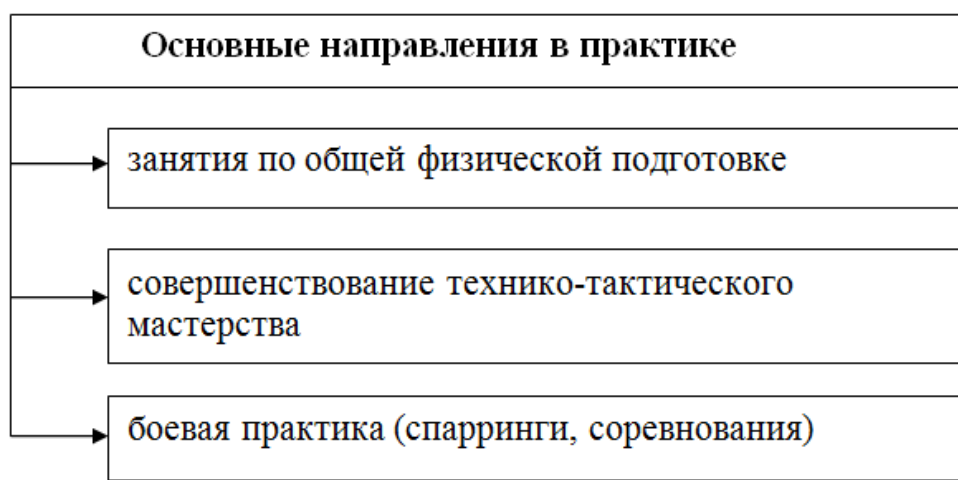 Основные направления в практике
занятия по общей физической подготовке
совершенствование технико-тактического
мастерства
боевая практика (спарринги, соревнования)